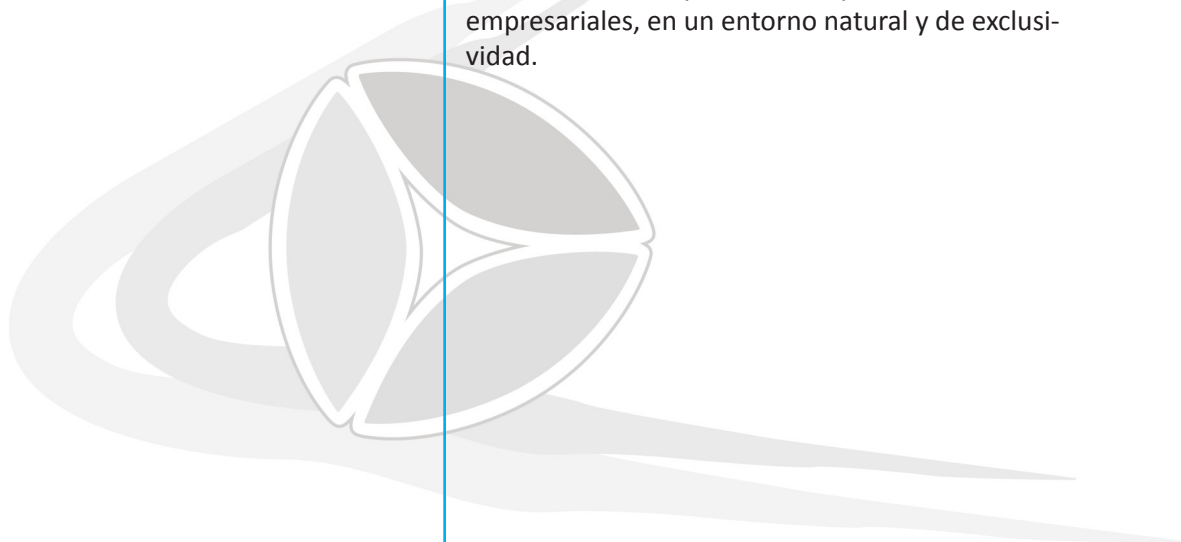 empresariales, en un entorno natural y de exclusi-
vidad.